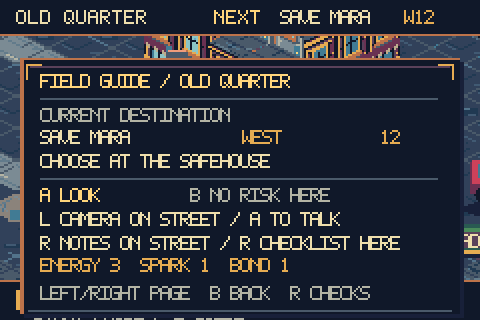 OLD QUARTER NEXT SAVE MARA W12
FIELD GUIDE / OLD QUARTER
CURRENT DESTINATION
SAVE MARA WEST 12
CHOOSE AT THE SAFEHOUSE
A LOOK B NO RISK HERE
L CAMERA ON STREET / A TO TALK
R NOTES ON STREET / R CHECKLIST HERE
ENERGY 3 SPARK 1 BOND 1
LEFT/RIGHT PAGE B BACK R CHECKS